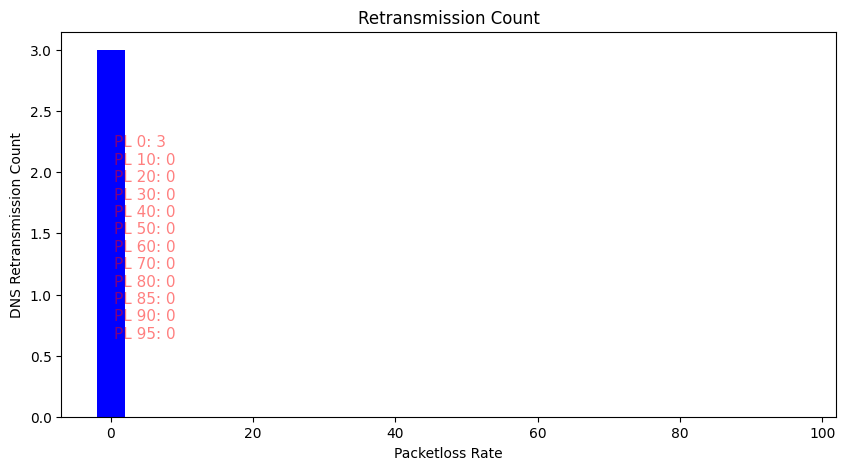 Retransmission Count
3.0
2.5
2.0
1.5
1.0
0.5
0.0
DNS Retransmission Count
PL 0: 3
PL 10: 0
PL 20: 0
PL 30: 0
PL 40: 0
PL 50: 0
PL 60: 0
PL 70: 0
PL 80: 0
PL 85: 0
PL 90: 0
PL 95: 0
0 20 40 60 80 100
Packetloss Rate